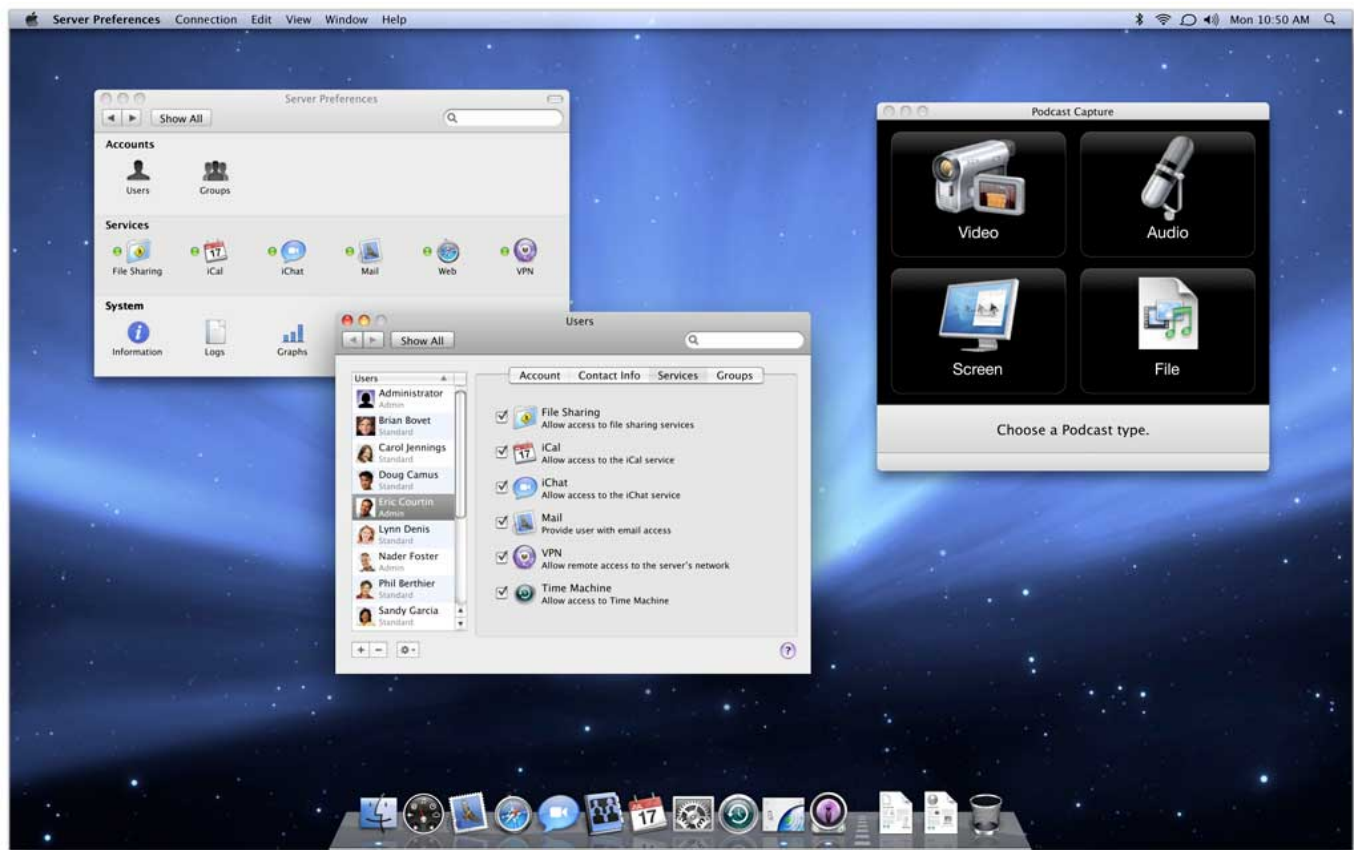 Server Preferences Connection Edit View Window Help
Mon 10:50 AM
Server Preferences
Show All
Accounts
Users Groups
Services
File Sharing iCal iChat Mail Web VPN
System
Information Logs Graphs
Users
Show All
Users
Account Contact Info Services Groups
Administrator
Admin
Brian Bovet
Standard
Carol Jennings
Standard
Doug Camus
Standard
Eric Courtin
Admin
Lynn Denis
Standard
Nader Foster
Admin
Phil Berthier
Standard
Sandy Garcia
Standard
File Sharing
Allow access to file sharing services
iCal
Allow access to the iCal service
iChat
Allow access to the iChat service
Mail
Provide user with email access
VPN
Allow remote access to the server's network
Time Machine
Allow access to Time Machine
Podcast Capture
Video Audio
Screen File
Choose a Podcast type.
17